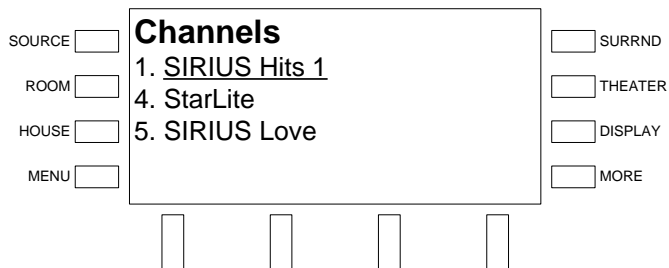 Channels
SOURCE
SURRND
1. SIRIUS Hits 1
ROOM
THEATER
4. StarLite
HOUSE
5. SIRIUS Love
DISPLAY
MENU
MORE